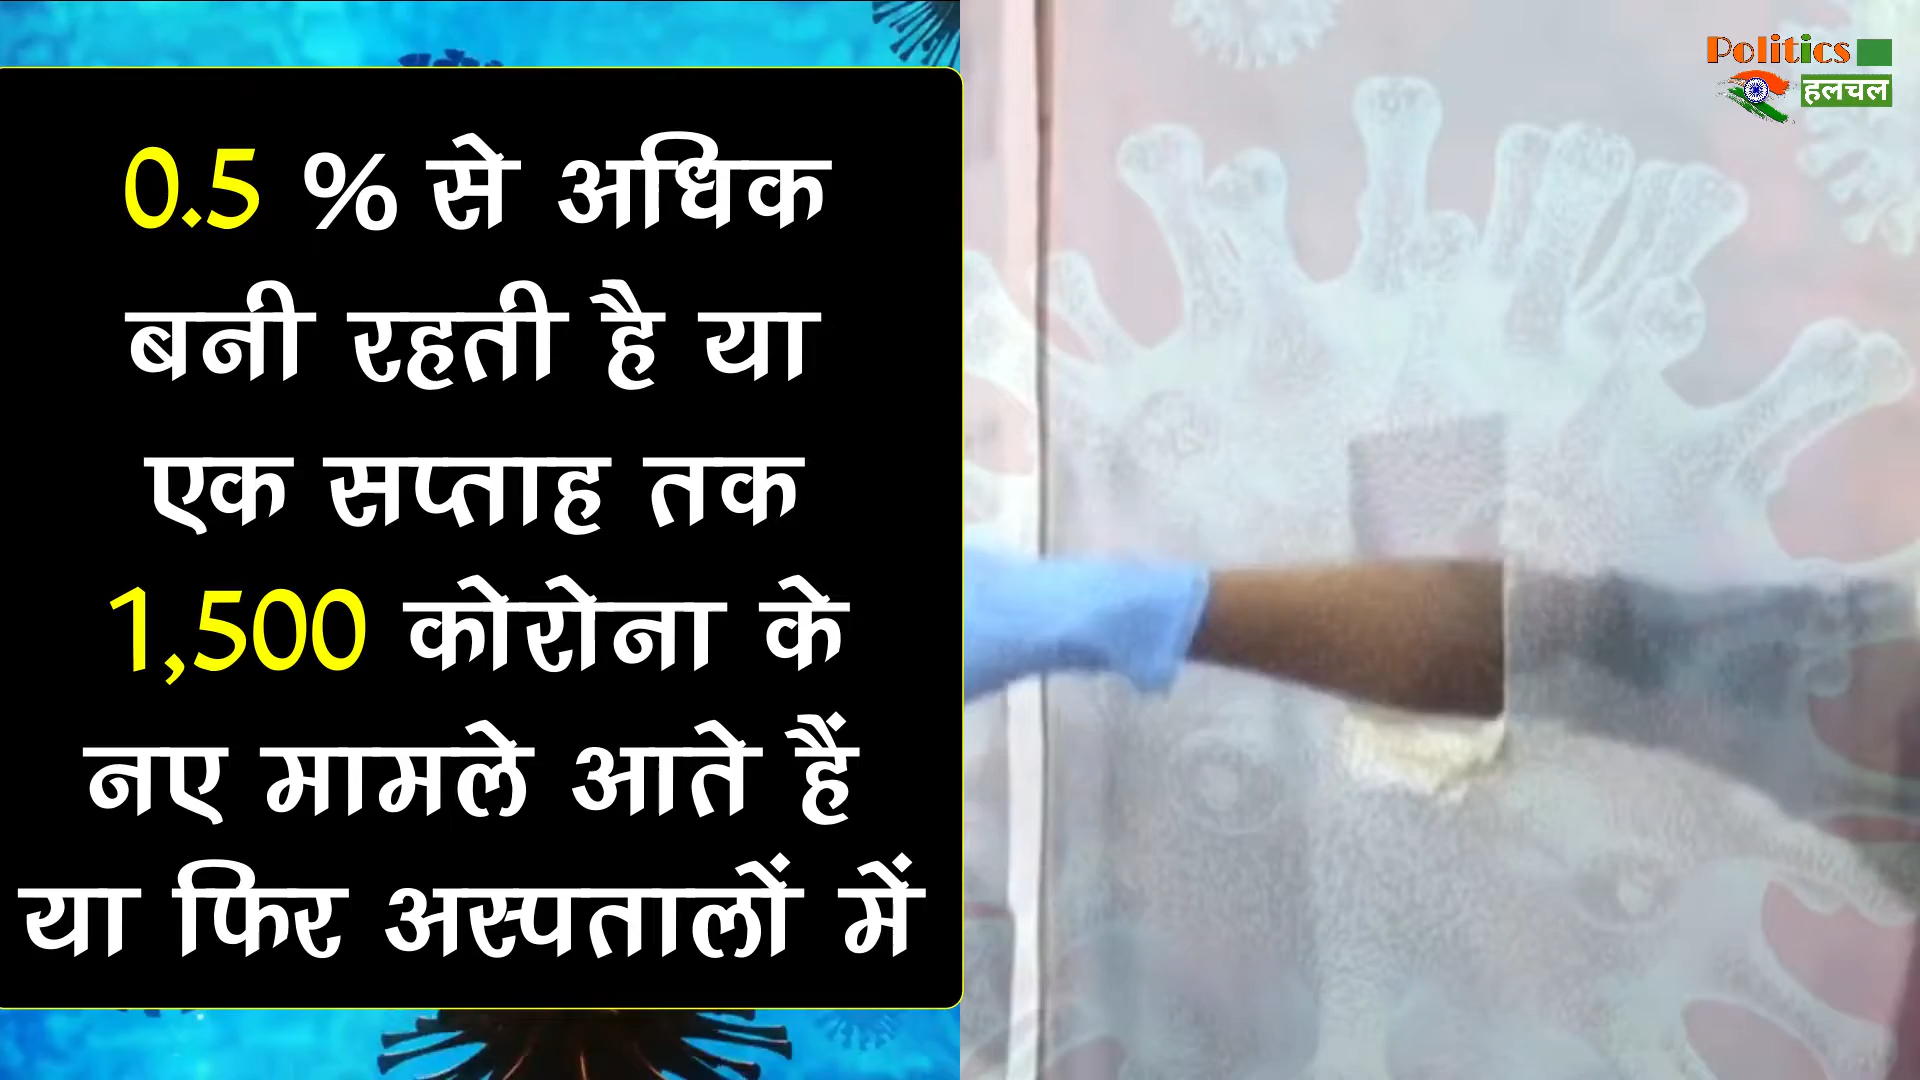 Politics
हलचल
0.5 % से अधिक
बनी रहती है या
एक सप्ताह तक
1,500 कोरोना के
नए मामले आते हैं
या फिर अस्पतालों में